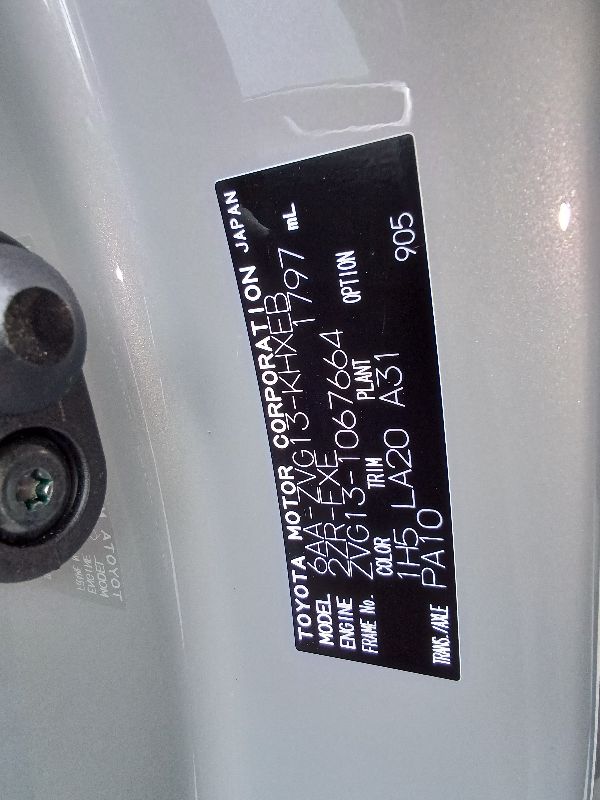 TOYOTA MOTOR CORPORATION JAPAN
MODEL 6AA-ZVG13-KHXEB
ENGINE 2ZR-FXE 1797 mL
FRAME No. ZVG13-1067664
COLOR TRIM PLANT OPTION
1H5 LA20 A31 905
TRANS./AXLE PA10